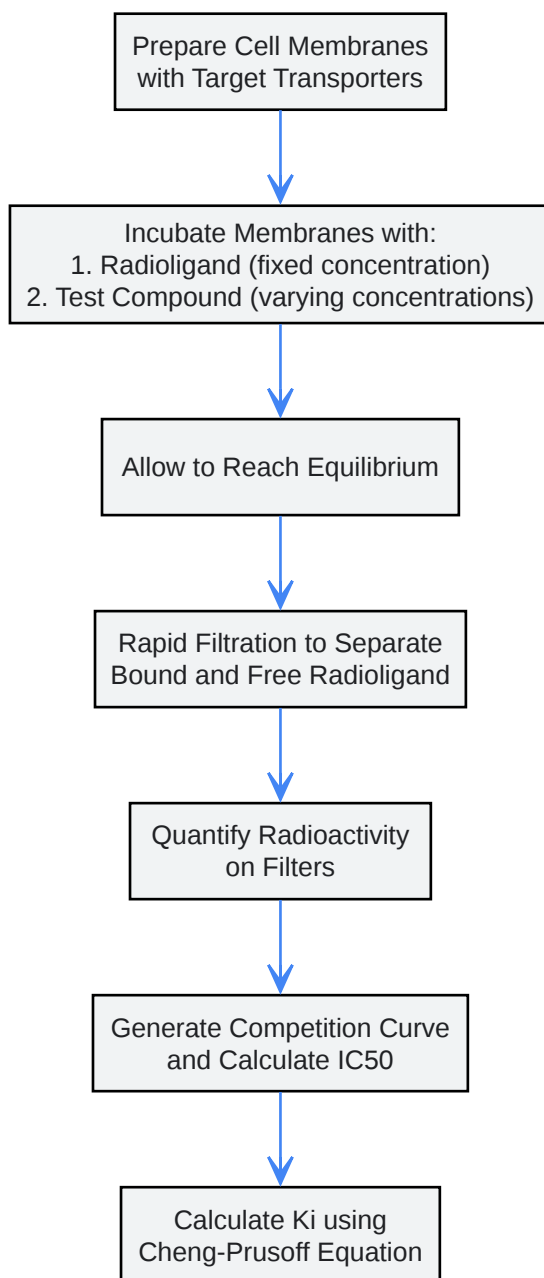 Prepare Cell Membranes
with Target Transporters
Incubate Membranes with:
1. Radioligand (fixed concentration)
2. Test Compound (varying concentrations)
Allow to Reach Equilibrium
Rapid Filtration to Separate
Bound and Free Radioligand
Quantify Radioactivity
on Filters
Generate Competition Curve
and Calculate IC50
Calculate Ki using
Cheng-Prusoff Equation